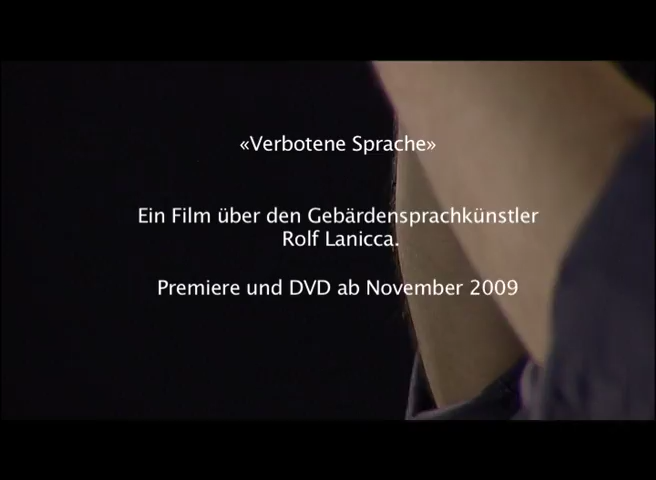 «Verbotene Sprache»
Ein Film über den Gebärdensprachkünstler
Rolf Lanicca.
Premiere und DVD ab November 2009